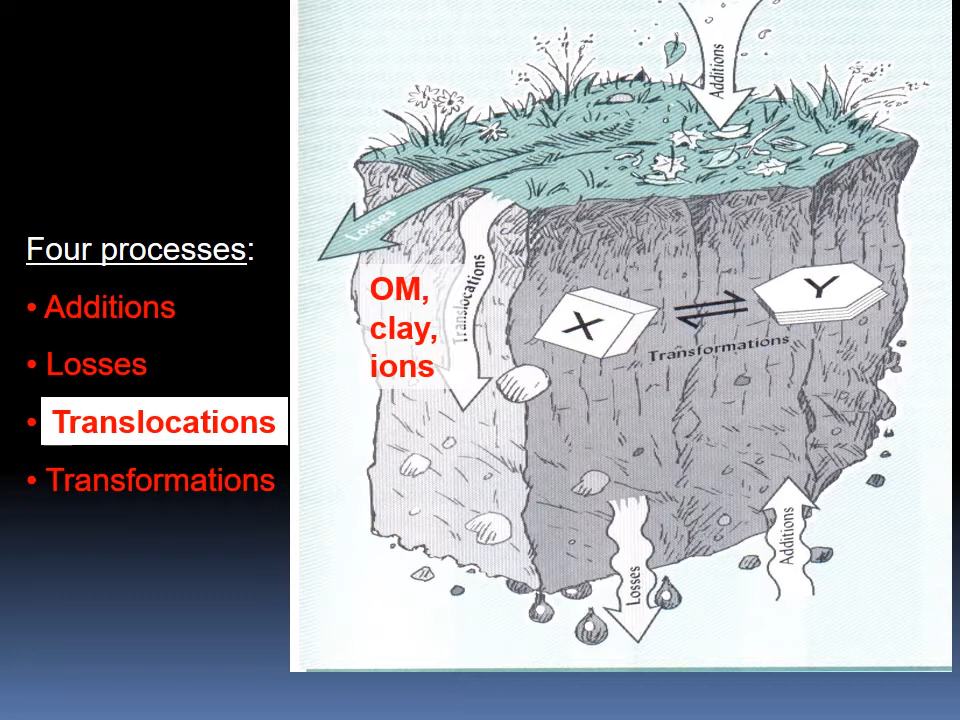 Four processes:
• Additions
• Losses
• Translocations
• Transformations
Additions
Losses
Translocations
OM,
clay,
ions
X
Y
Transformations
Losses
Additions